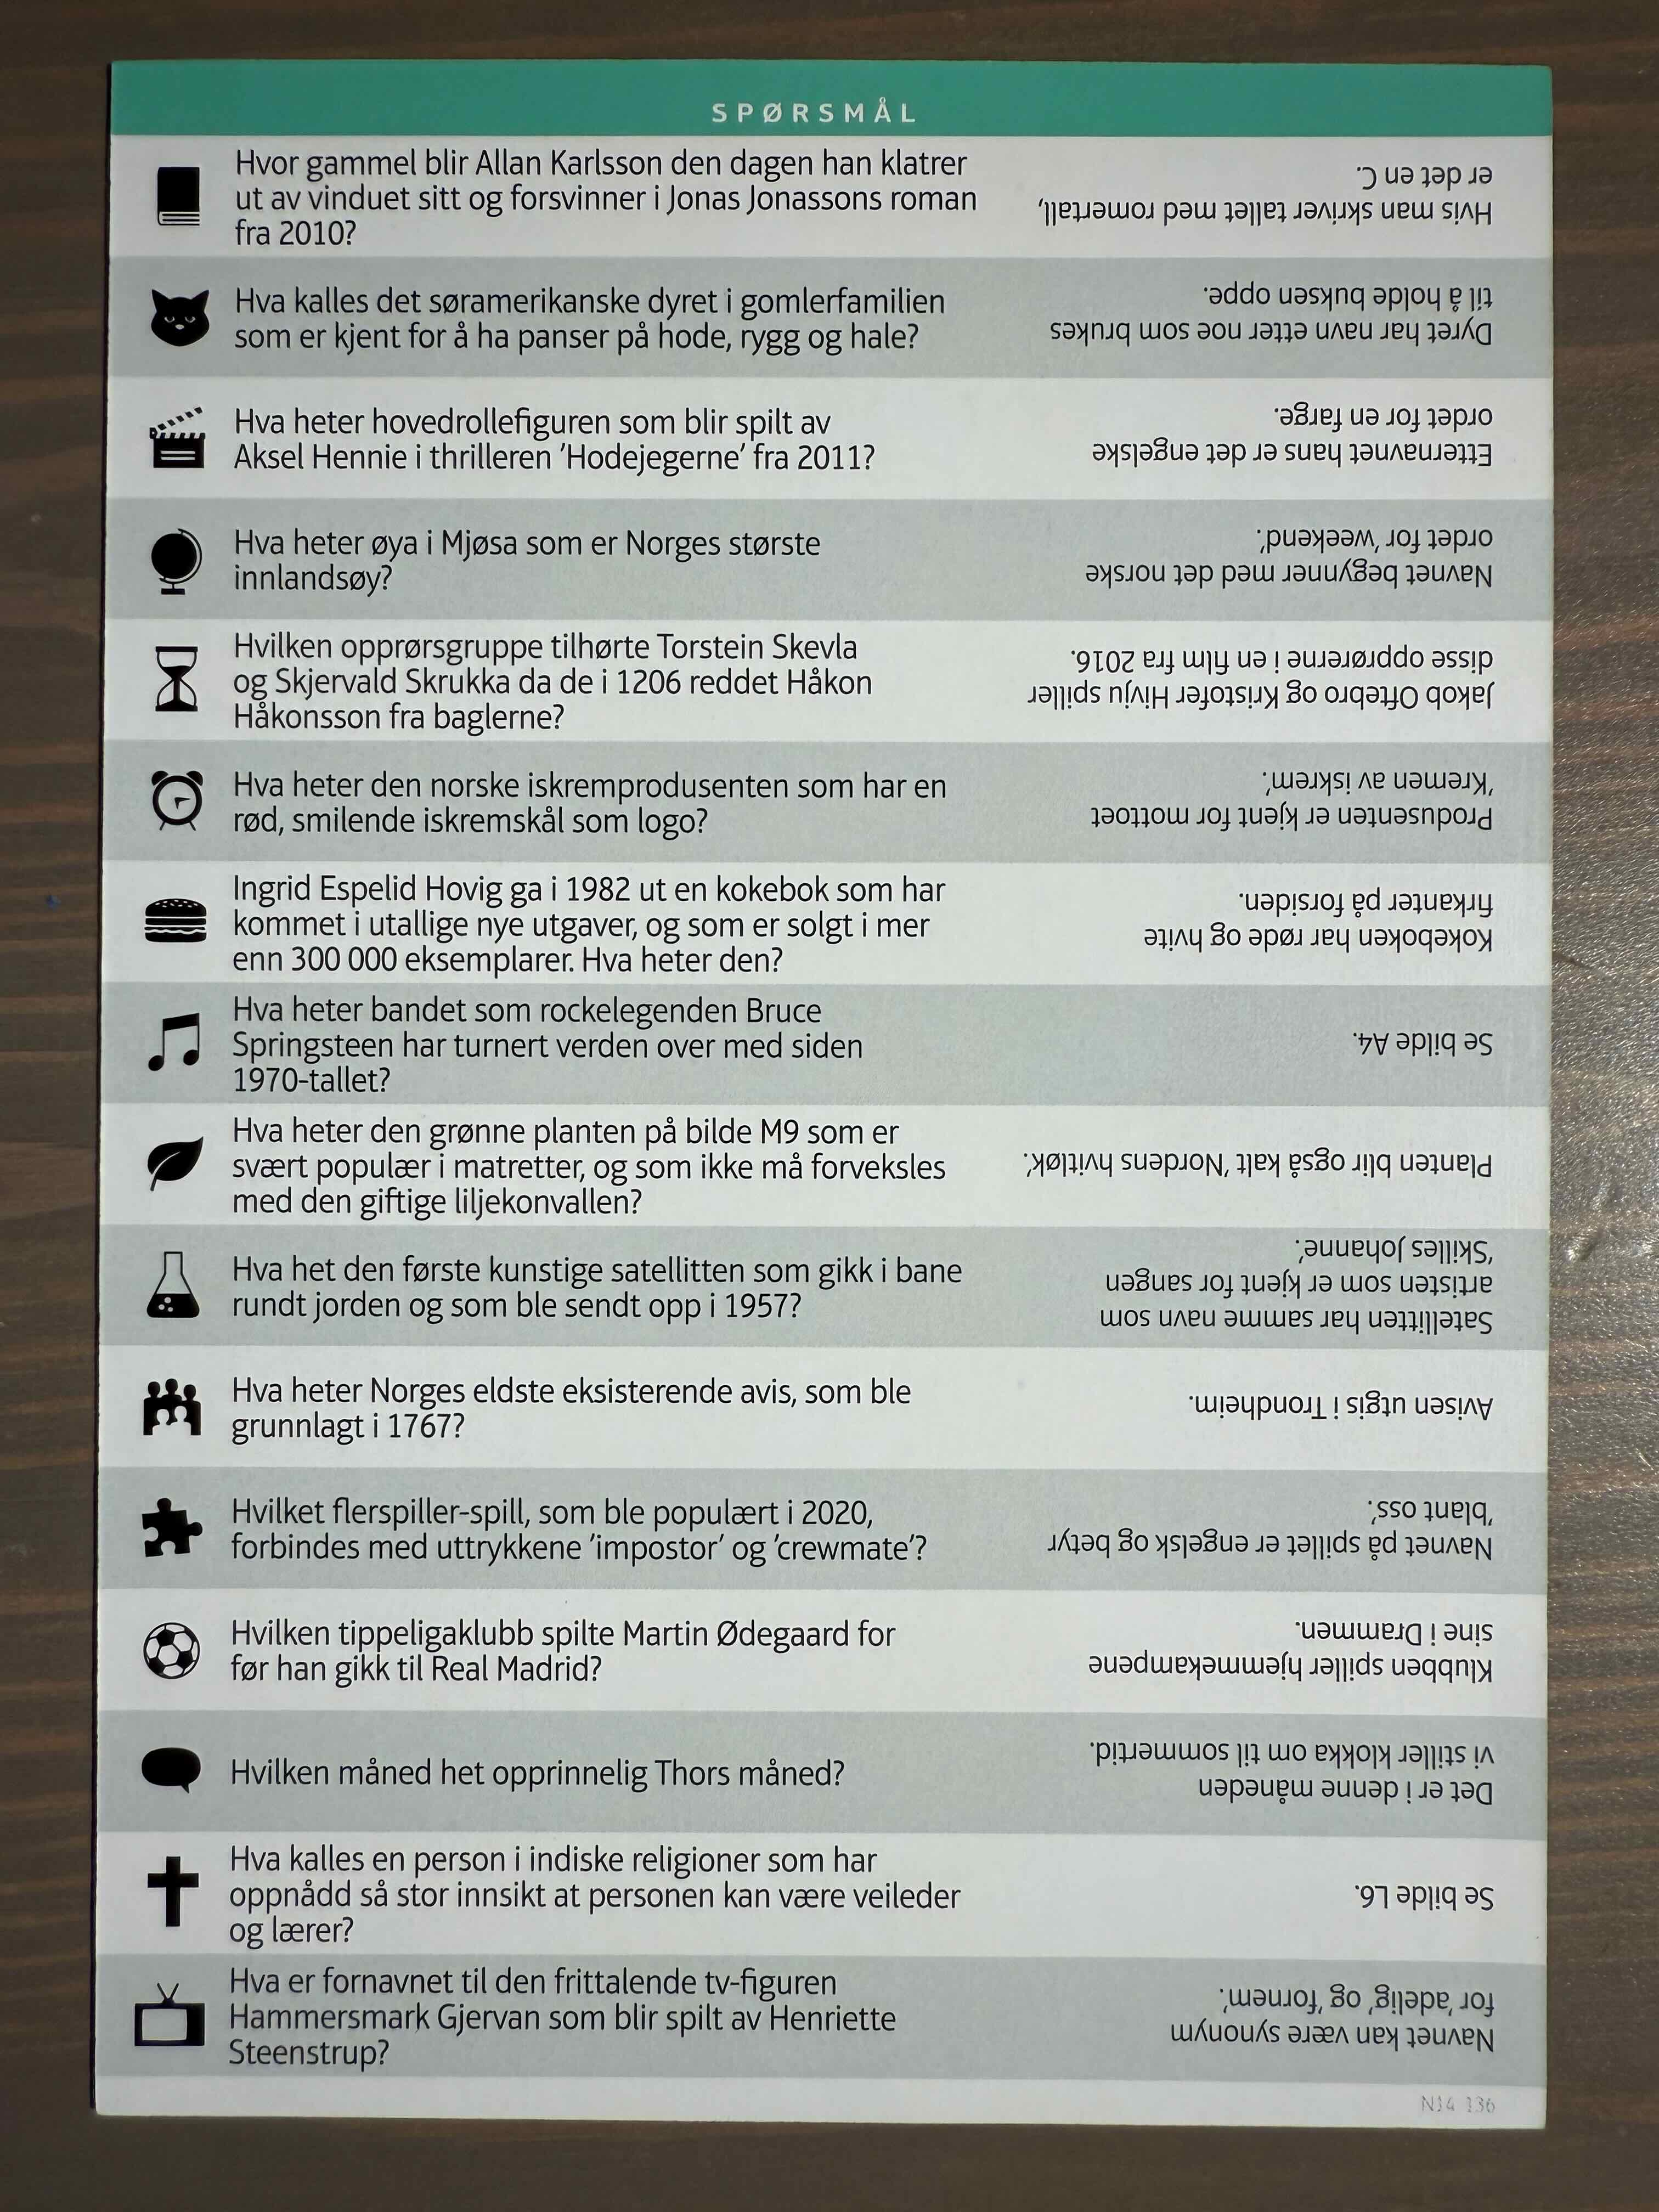 SPØRSMÅL
Hvor gammel blir Allan Karlsson den dagen han klatrer
ut av vinduet sitt og forsvinner i Jonas Jonassons roman
fra 2010?
Hvis man skriver tallet med romertall,
er det en C.
Hva kalles det søramerikanske dyret i gomlerfamilien
som er kjent for å ha panser på hode, rygg og hale?
Dyret har navn etter noe som brukes
til å holde buksen oppe.
Hva heter hovedrollefiguren som blir spilt av
Aksel Hennie i thrilleren 'Hodejegerne' fra 2011?
Etternavnet hans er det engelske
ordet for en farge.
Hva heter øya i Mjøsa som er Norges største
innlandsøy?
Navnet begynner med det norske
ordet for 'weekend'.
Hvilken opprørsgruppe tilhørte Torstein Skevla
og Skjervald Skrukka da de i 1206 reddet Håkon
Håkonsson fra baglerne?
Jakob Oftebro og Kristofer Hivju spiller
disse opprørerne i en film fra 2016.
Hva heter den norske iskremprodusenten som har en
rød, smilende iskremskål som logo?
Produsenten er kjent for mottoet
'Kremen av iskrem'.
Ingrid Espelid Hovig ga i 1982 ut en kokebok som har
kommet i utallige nye utgaver, og som er solgt i mer
enn 300 000 eksemplarer. Hva heter den?
Kokeboken har røde og hvite
firkanter på forsiden.
Hva heter bandet som rockelegenden Bruce
Springsteen har turnert verden over med siden
1970-tallet?
Se bilde A4.
Hva heter den grønne planten på bilde M9 som er
svært populær i matretter, og som ikke må forveksles
med den giftige liljekonvallen?
Planten blir også kalt 'Nordens hvitløk'.
Hva het den første kunstige satellitten som gikk i bane
rundt jorden og som ble sendt opp i 1957?
Satellitten har samme navn som
artisten som er kjent for sangen
'Skilles Johanne'.
Hva heter Norges eldste eksisterende avis, som ble
grunnlagt i 1767?
Avisen utgis i Trondheim.
Hvilket flerspiller-spill, som ble populært i 2020,
forbindes med uttrykkene 'impostor' og 'crewmate'?
Navnet på spillet er engelsk og betyr
'blant oss'.
Hvilken tippeligaklubb spilte Martin Ødegaard for
før han gikk til Real Madrid?
Klubben spiller hjemmekampene
sine i Drammen.
Hvilken måned het opprinnelig Thors måned?
Det er i denne måneden
vi stiller klokka om til sommertid.
Hva kalles en person i indiske religioner som har
oppnådd så stor innsikt at personen kan være veileder
og lærer?
Se bilde L6.
Hva er fornavnet til den frittalende tv-figuren
Hammersmark Gjervan som blir spilt av Henriette
Steenstrup?
Navnet kan være synonym
for 'adelig' og 'fornem'.
N14 136